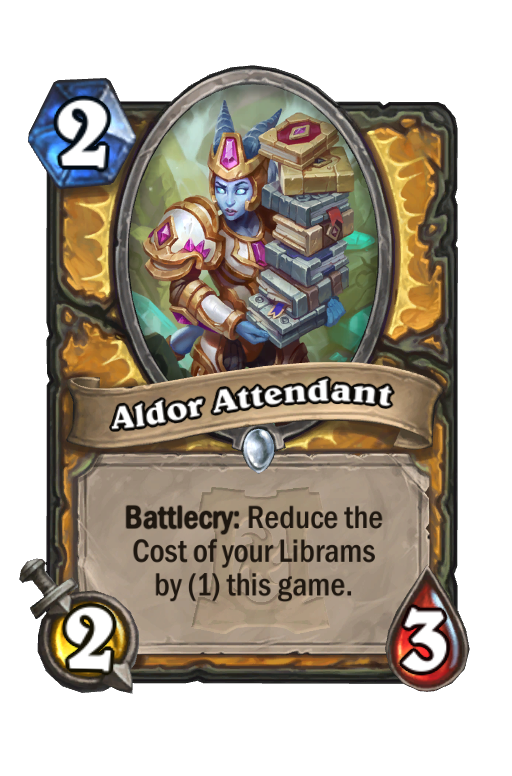 2
Aldor Attendant
Battlecry: Reduce the
Cost of your Librams
by (1) this game.
2
3